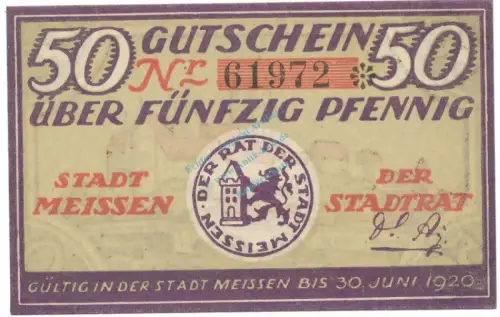 50 GUTSCHEIN 50
Nr. 61972
ÜBER FÜNFZIG PFENNIG
STADT MEISSEN
DER RAT DER STADT MEISSEN
DER STADTRAT
GÜLTIG IN DER STADT MEISSEN BIS 30. JUNI 1920